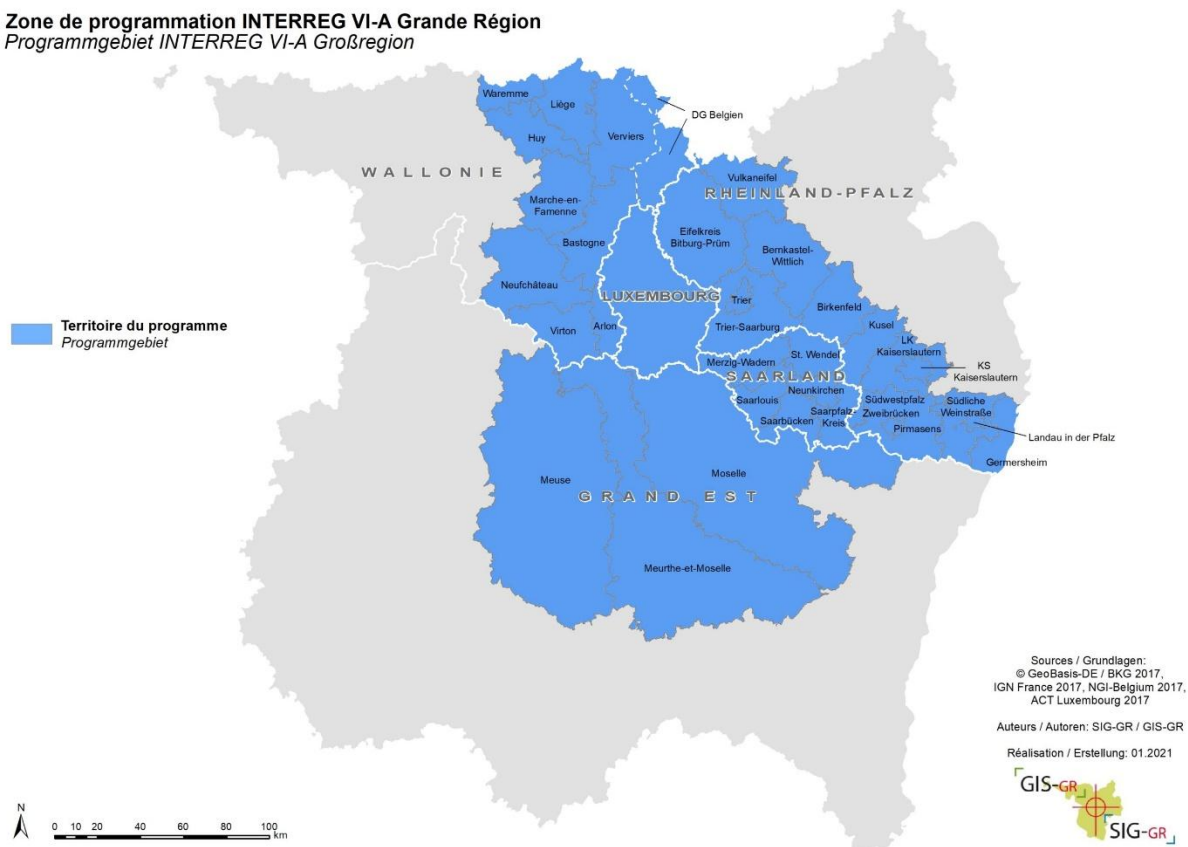 Zone de programmation INTERREG VI-A Grande Région
Programmgebiet INTERREG VI-A Großregion
Waremme
Liège
DG Belgien
Huy
Verviers
WALLONIE
Vulkaneifel
RHEINLAND-PFALZ
Marche-en-
Famenne
Eifelkreis
Bitburg-Prüm
Bastogne
Bernkastel-
Wittlich
Neufchâteau
LUXEMBOURG
Trier
Birkenfeld
Territoire du programme
Programmgebiet
Virton
Arlon
Trier-Saarburg
Kusel
LK
Kaiserslautern
KS
Kaiserslautern
Merzig-Wadern
St. Wendel
SAARLAND
Neunkirchen
Saarlouis
Saarbücken
Saarpfalz-
Kreis
Südwestpfalz
Zweibrücken
Pirmasens
Südliche
Weinstraße
Landau in der Pfalz
Germersheim
Meuse
Moselle
GRAND EST
Meurthe-et-Moselle
Sources / Grundlagen:
© GeoBasis-DE / BKG 2017,
IGN France 2017, NGI-Belgium 2017,
ACT Luxembourg 2017
Auteurs / Autoren: SIG-GR / GIS-GR
Réalisation / Erstellung: 01.2021
GIS-GR
SIG-GR
N
0 10 20 40 60 80 100
km